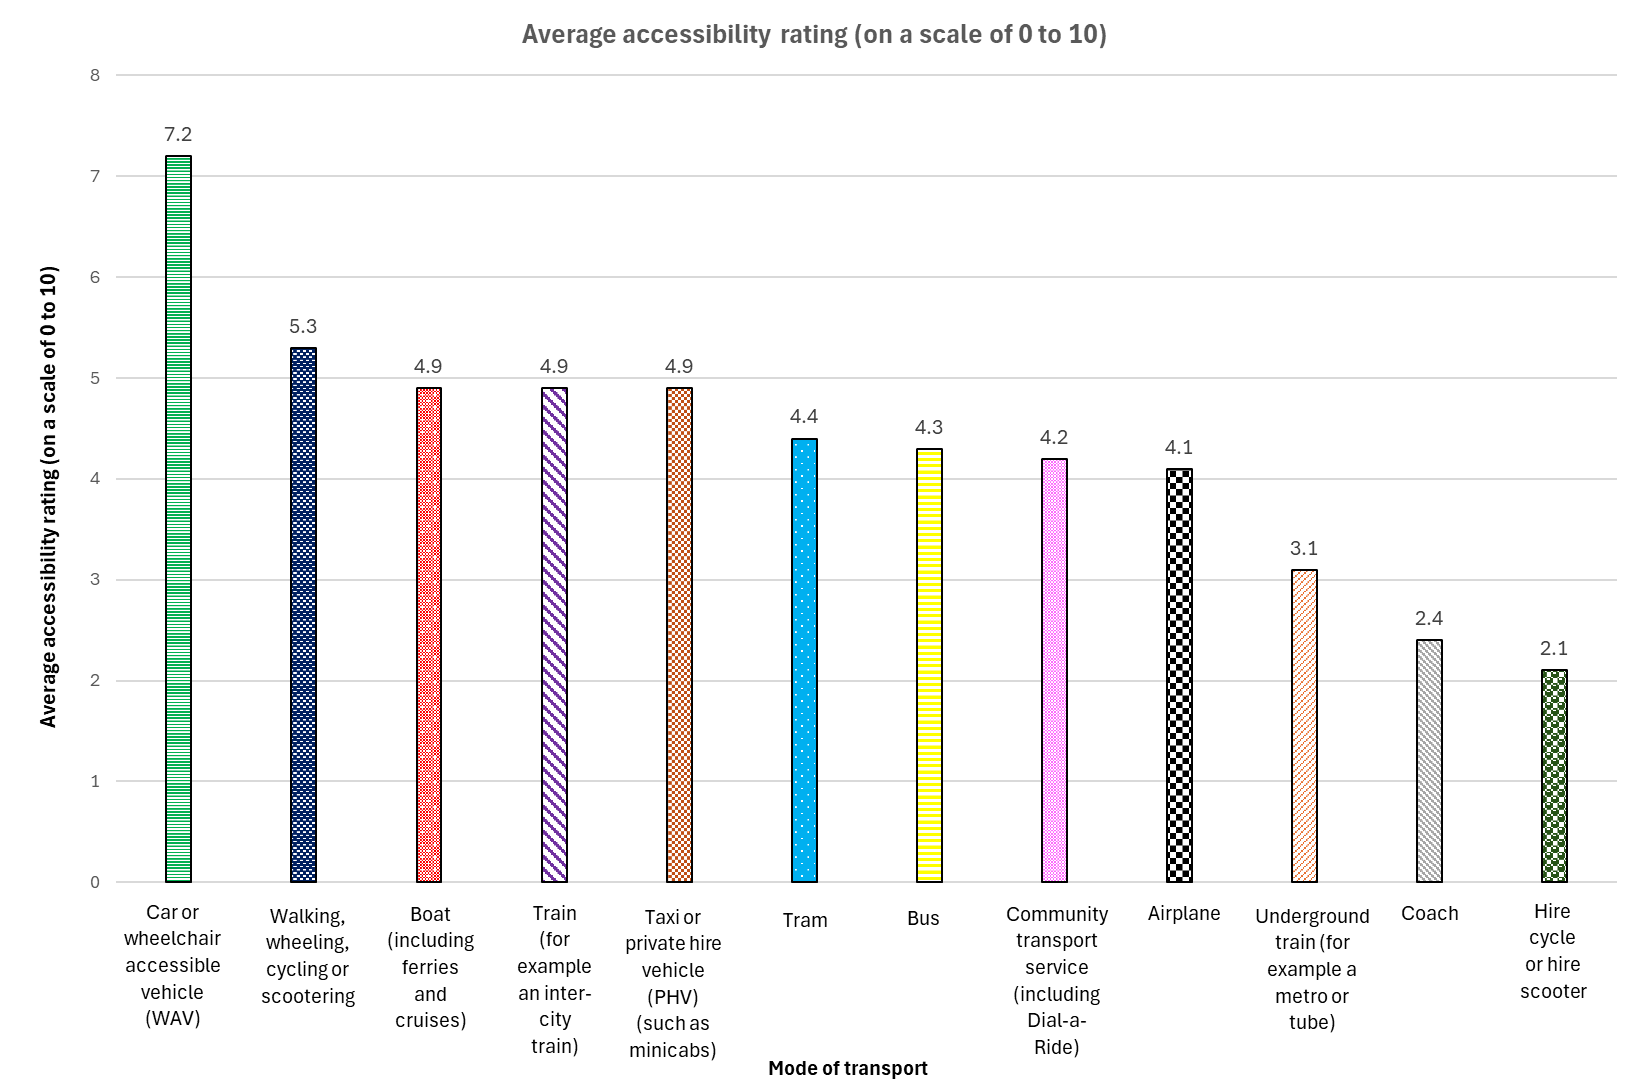 Average accessibility rating (on a scale of 0 to 10)
Average accessibility rating (on a scale of 0 to 10)
8
7
6
5
4
3
2
1
0
7.2
5.3
4.9
4.9
4.9
4.4
4.3
4.2
4.1
3.1
2.4
2.1
Car or
wheelchair
accessible
vehicle
(WAV)
Walking,
wheeling,
cycling or
scootering
Boat
(including
ferries
and
cruises)
Train
(for
example
an inter-
city
train)
Taxi or
private hire
vehicle
(PHV)
(such as
minicabs)
Tram
Bus
Community
transport
service
(including
Dial-a-
Ride)
Airplane
Underground
train (for
example a
metro or
tube)
Coach
Hire
cycle
or hire
scooter
Mode of transport